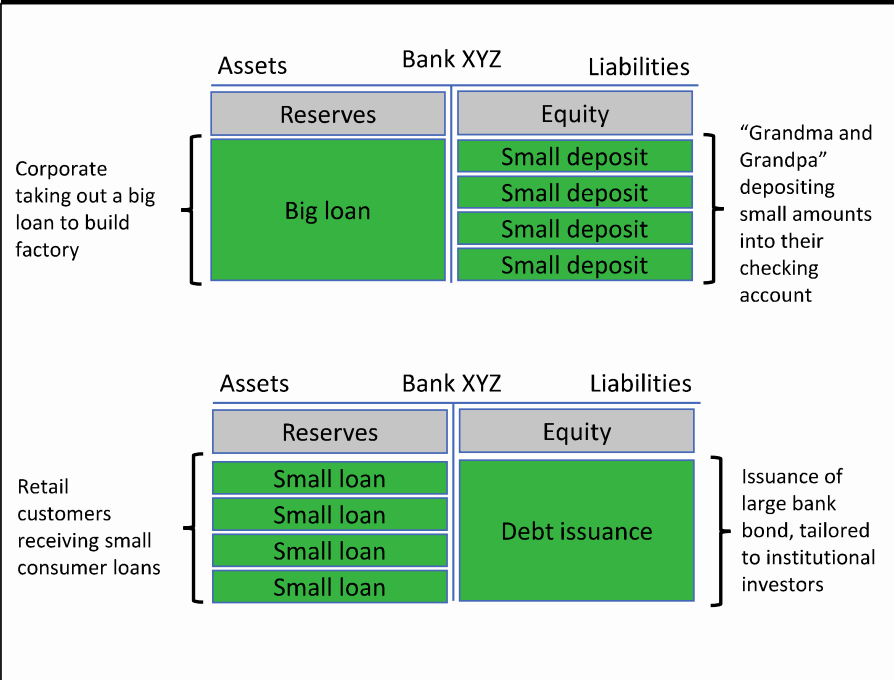 Assets
Bank XYZ
Liabilities
Reserves
Equity
Corporate
taking out a big
loan to build
factory
Big loan
Small deposit
Small deposit
Small deposit
Small deposit
“Grandma and
Grandpa”
depositing
small amounts
into their
checking
account
Assets
Bank XYZ
Liabilities
Reserves
Equity
Retail
customers
receiving small
consumer loans
Small loan
Small loan
Small loan
Small loan
Debt issuance
Issuance of
large bank
bond, tailored
to institutional
investors